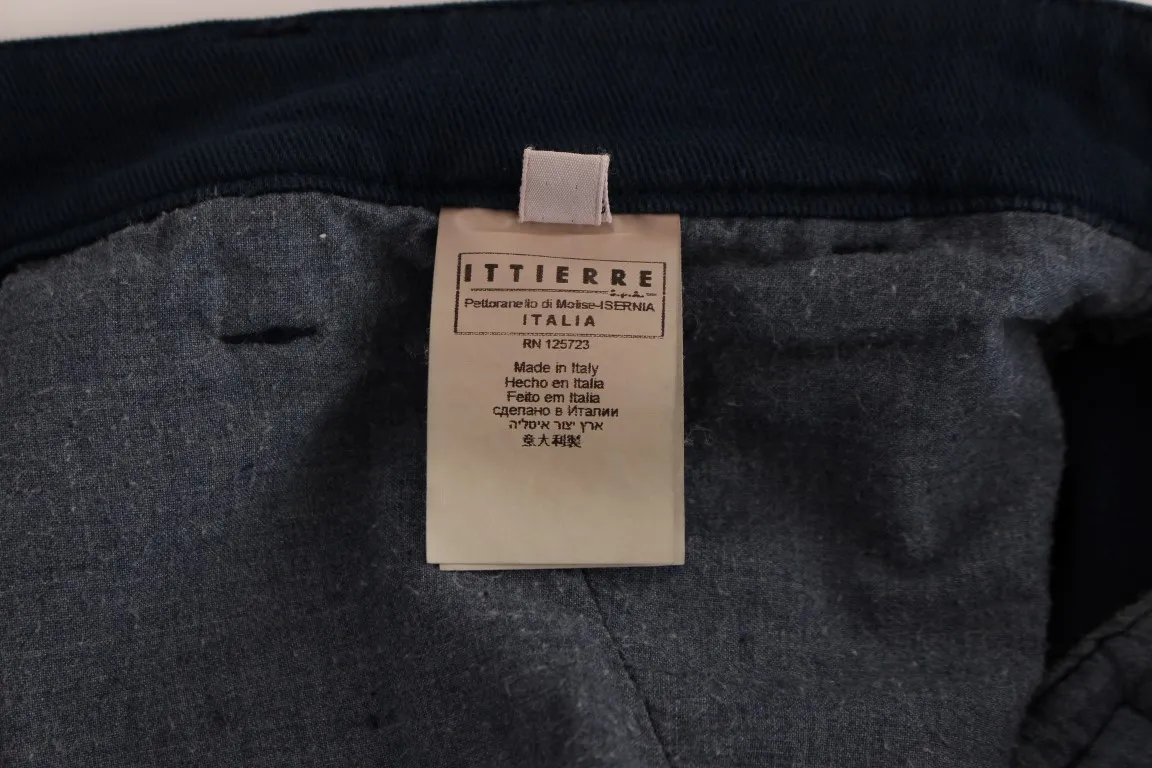 ITTIERRE
S.p.A.
Pettoranello di Molise-ISERNIA
ITALIA
RN 125723
Made in Italy
Hecho en Italia
Feito em Italia
сделано в Италии
ארץ יצור איטליה
意大利製